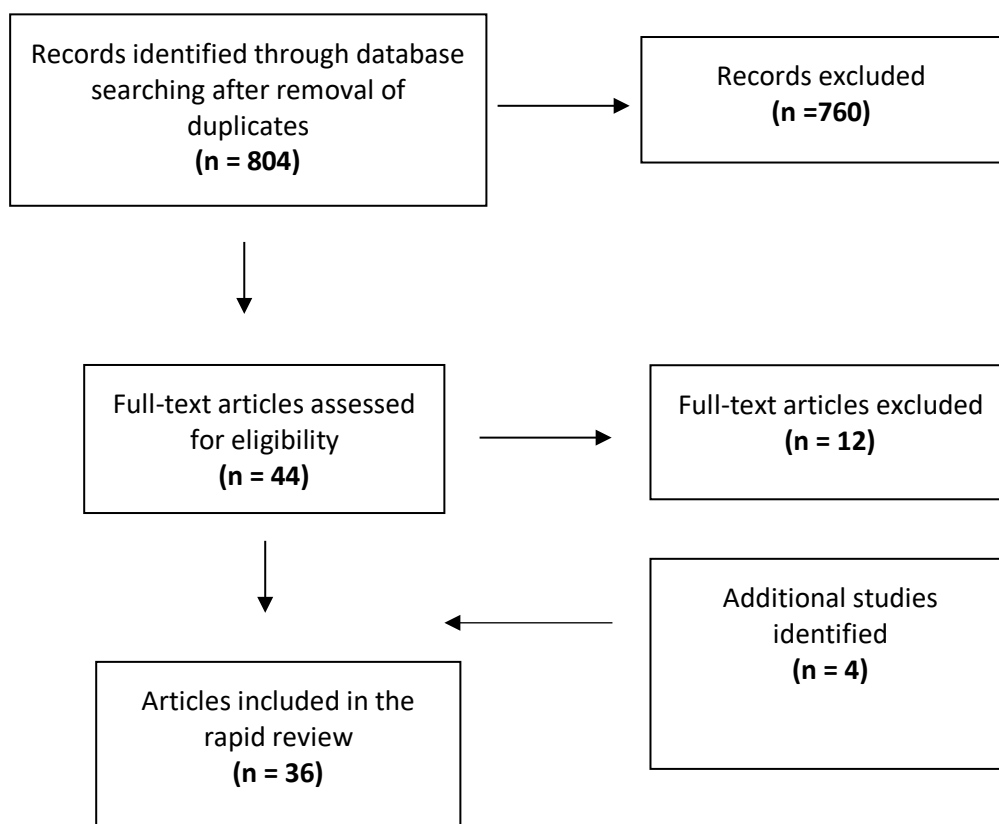 Records identified through database
searching after removal of
duplicates
(n = 804)
Records excluded
(n =760)
Full-text articles assessed
for eligibility
(n = 44)
Full-text articles excluded
(n = 12)
Additional studies
identified
(n = 4)
Articles included in the
rapid review
(n = 36)